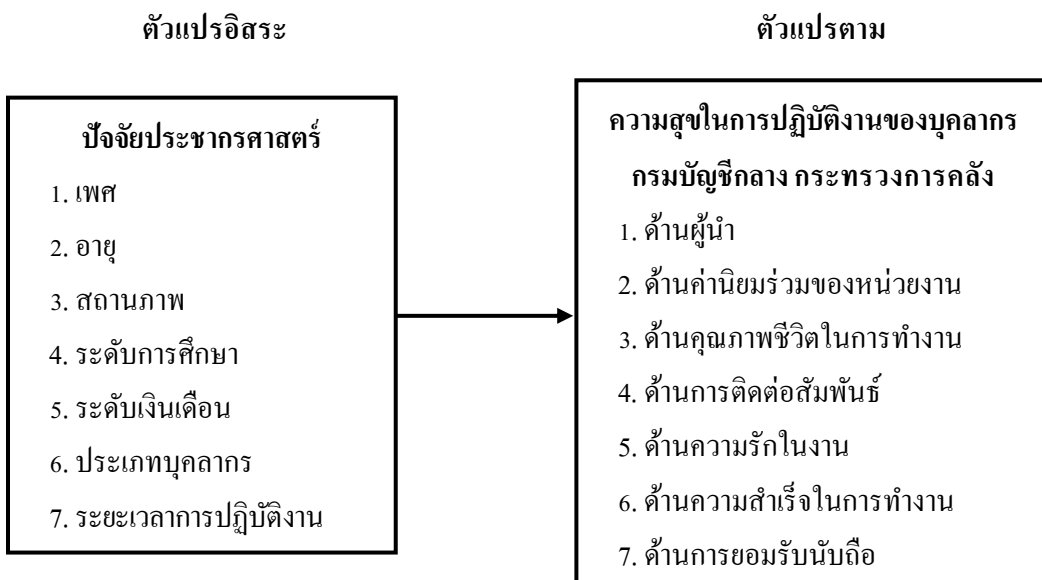 ตัวแปรอิสระ
ปัจจัยประชากรศาสตร์
1. เพศ
2. อายุ
3. สถานภาพ
4. ระดับการศึกษา
5. ระดับเงินเดือน
6. ประเภทบุคลากร
7. ระยะเวลาการปฏิบัติงาน
ตัวแปรตาม
ความสุขในการปฏิบัติงานของบุคลากร
กรมบัญชีกลาง กระทรวงการคลัง
1. ด้านผู้นำ
2. ด้านค่านิยมร่วมของหน่วยงาน
3. ด้านคุณภาพชีวิตในการทำงาน
4. ด้านการติดต่อสัมพันธ์
5. ด้านความรักในงาน
6. ด้านความสำเร็จในการทำงาน
7. ด้านการยอมรับนับถือ